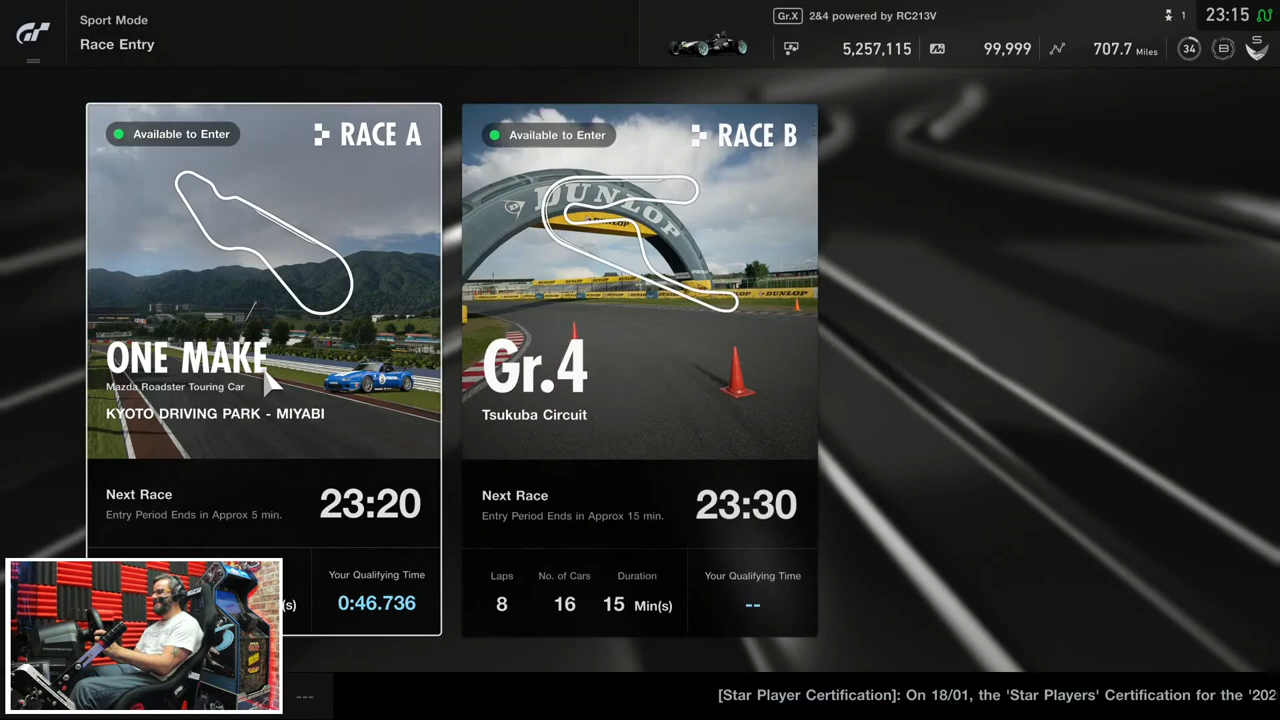 Sport Mode
Race Entry
Gr.X 2&4 powered by RC213V
1 23:15
5,257,115 99,999 707.7 Miles 34 B S
Available to Enter RACE A
ONE MAKE
Mazda Roadster Touring Car
KYOTO DRIVING PARK - MIYABI
Next Race 23:20
Entry Period Ends in Approx 5 min.
(s)
Your Qualifying Time
0:46.736
Available to Enter RACE B
DUNLOP
DUNLOP
DUNLOP
Gr.4
Tsukuba Circuit
Next Race 23:30
Entry Period Ends in Approx 15 min.
Laps No. of Cars Duration Your Qualifying Time
8 16 15 Min(s) --
---
[Star Player Certification]: On 18/01, the 'Star Players' Certification for the '202